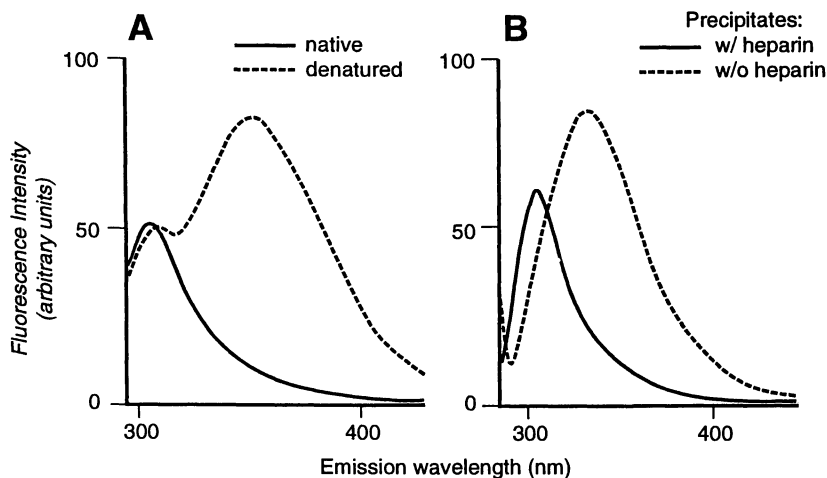 A
native
denatured
100
50
0
300
400
Fluorescence Intensity
(arbitrary units)
B
Precipitates:
w/ heparin
w/o heparin
100
50
0
300
400
Emission wavelength (nm)